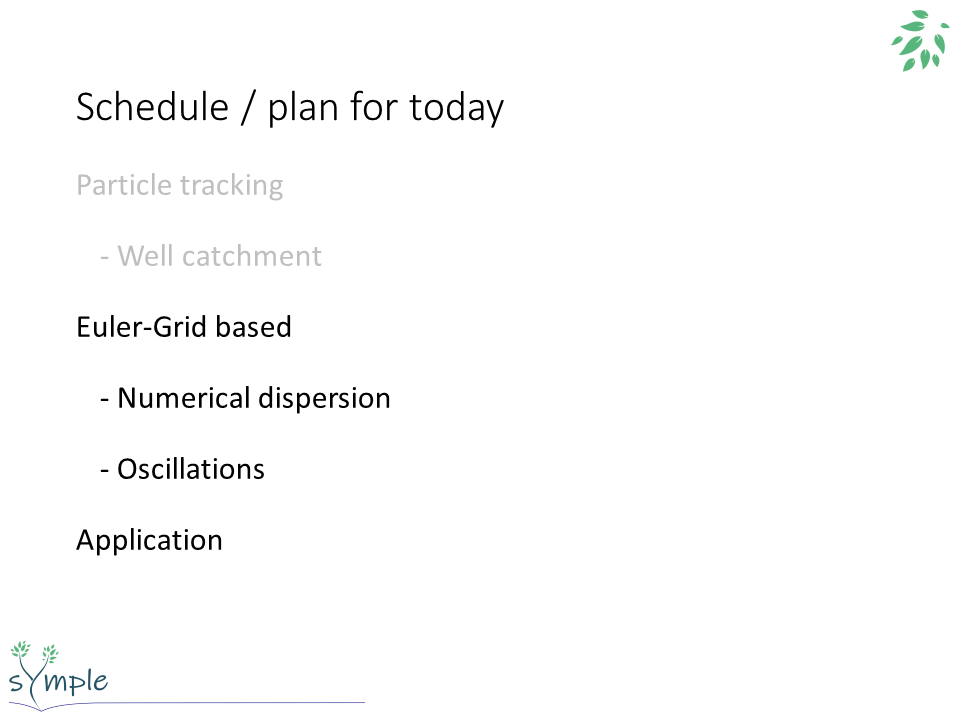 Schedule / plan for today
Particle tracking
- Well catchment
Euler-Grid based
- Numerical dispersion
- Oscillations
Application
symple